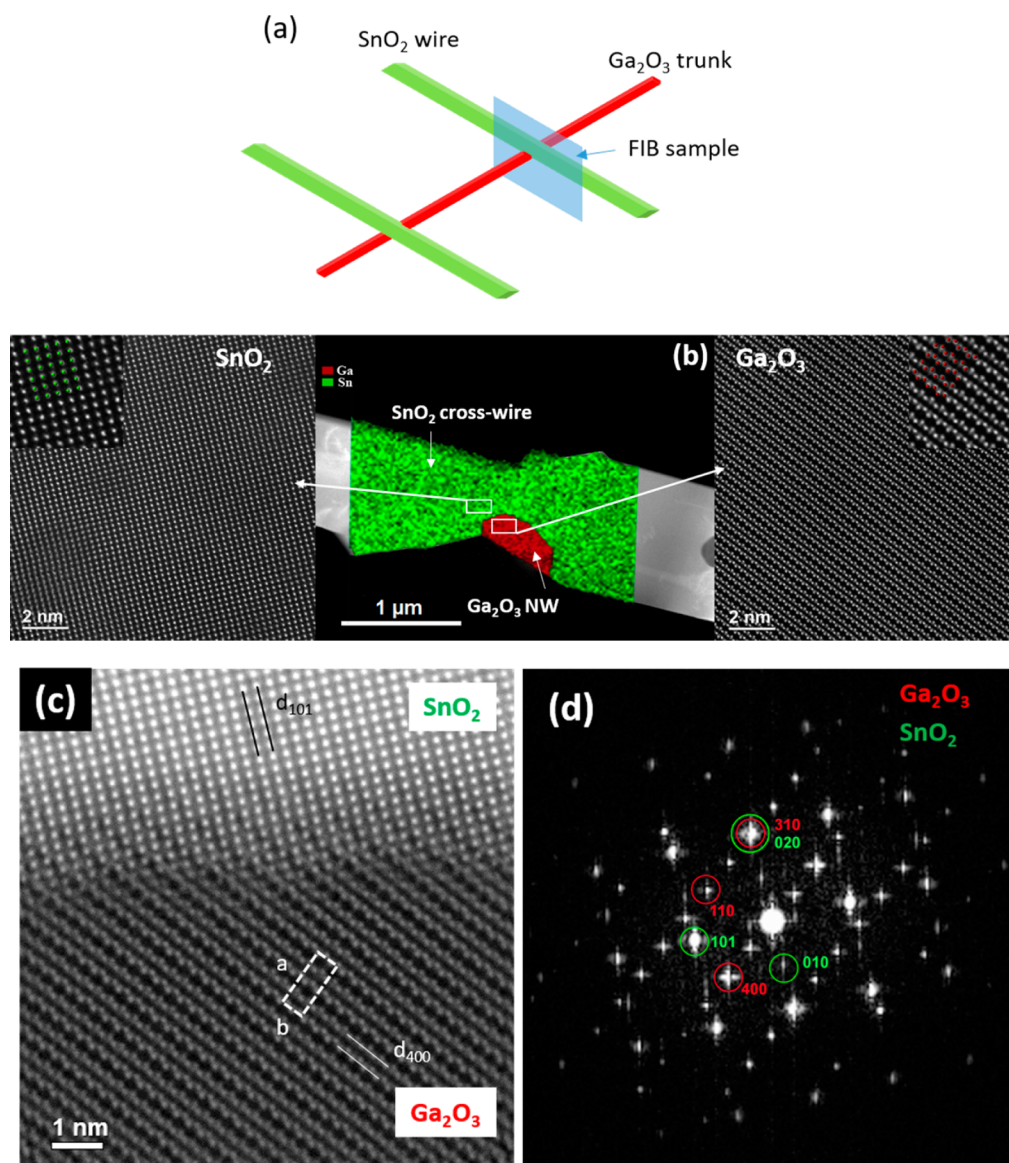 (a)
SnO₂ wire
Ga₂O₃ trunk
FIB sample
SnO₂
(b)
Ga₂O₃
Ga
Sn
SnO₂ cross-wire
Ga₂O₃ NW
1 μm
2 nm
2 nm
(c)
d₁₀₁
SnO₂
a
b
d₄₀₀
Ga₂O₃
1 nm
(d)
Ga₂O₃
SnO₂
310
020
110
101
010
400